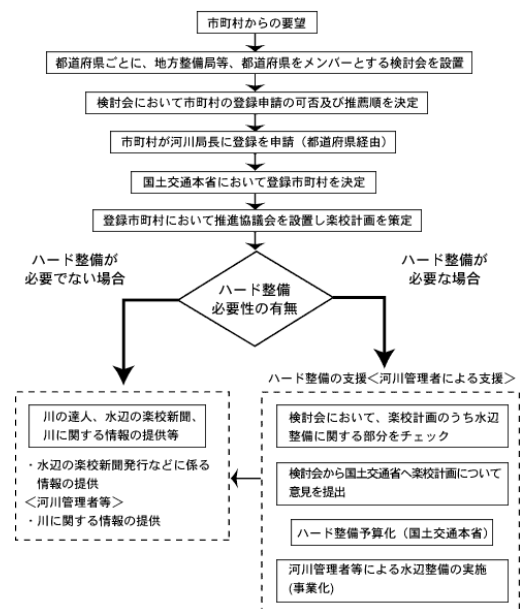 市町村からの要望
都道府県ごとに、地方整備局等、都道府県をメンバーとする検討会を設置
検討会において市町村の登録申請の可否及び推薦順を決定
市町村が河川局長に登録を申請（都道府県経由）
国土交通本省において登録市町村を決定
登録市町村において推進協議会を設置し楽校計画を策定
ハード整備が
必要でない場合
ハード整備
必要性の有無
ハード整備が
必要な場合
ハード整備の支援＜河川管理者による支援＞
川の達人、水辺の楽校新聞、
川に関する情報の提供等
・水辺の楽校新聞発行などに係る
情報の提供
＜河川管理者等＞
・川に関する情報の提供
検討会において、楽校計画のうち水辺
整備に関する部分をチェック
検討会から国土交通省へ楽校計画について
意見を提出
ハード整備予算化（国土交通本省）
河川管理者等による水辺整備の実施
(事業化)